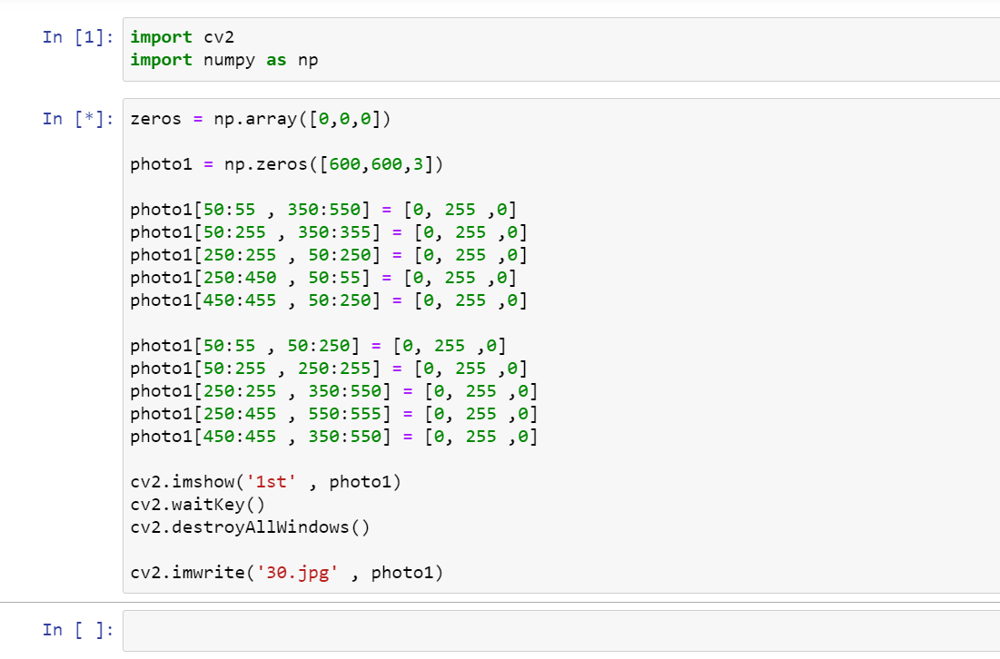 In [1]: import cv2
import numpy as np
In [*]: zeros = np.array([0,0,0])
photo1 = np.zeros([600,600,3])
photo1[50:55 , 350:550] = [0, 255 ,0]
photo1[50:255 , 350:355] = [0, 255 ,0]
photo1[250:255 , 50:250] = [0, 255 ,0]
photo1[250:450 , 50:55] = [0, 255 ,0]
photo1[450:455 , 50:250] = [0, 255 ,0]
photo1[50:55 , 50:250] = [0, 255 ,0]
photo1[50:255 , 250:255] = [0, 255 ,0]
photo1[250:255 , 350:550] = [0, 255 ,0]
photo1[250:455 , 550:555] = [0, 255 ,0]
photo1[450:455 , 350:550] = [0, 255 ,0]
cv2.imshow('1st' , photo1)
cv2.waitKey()
cv2.destroyAllWindows()
cv2.imwrite('30.jpg' , photo1)
In [ ]: